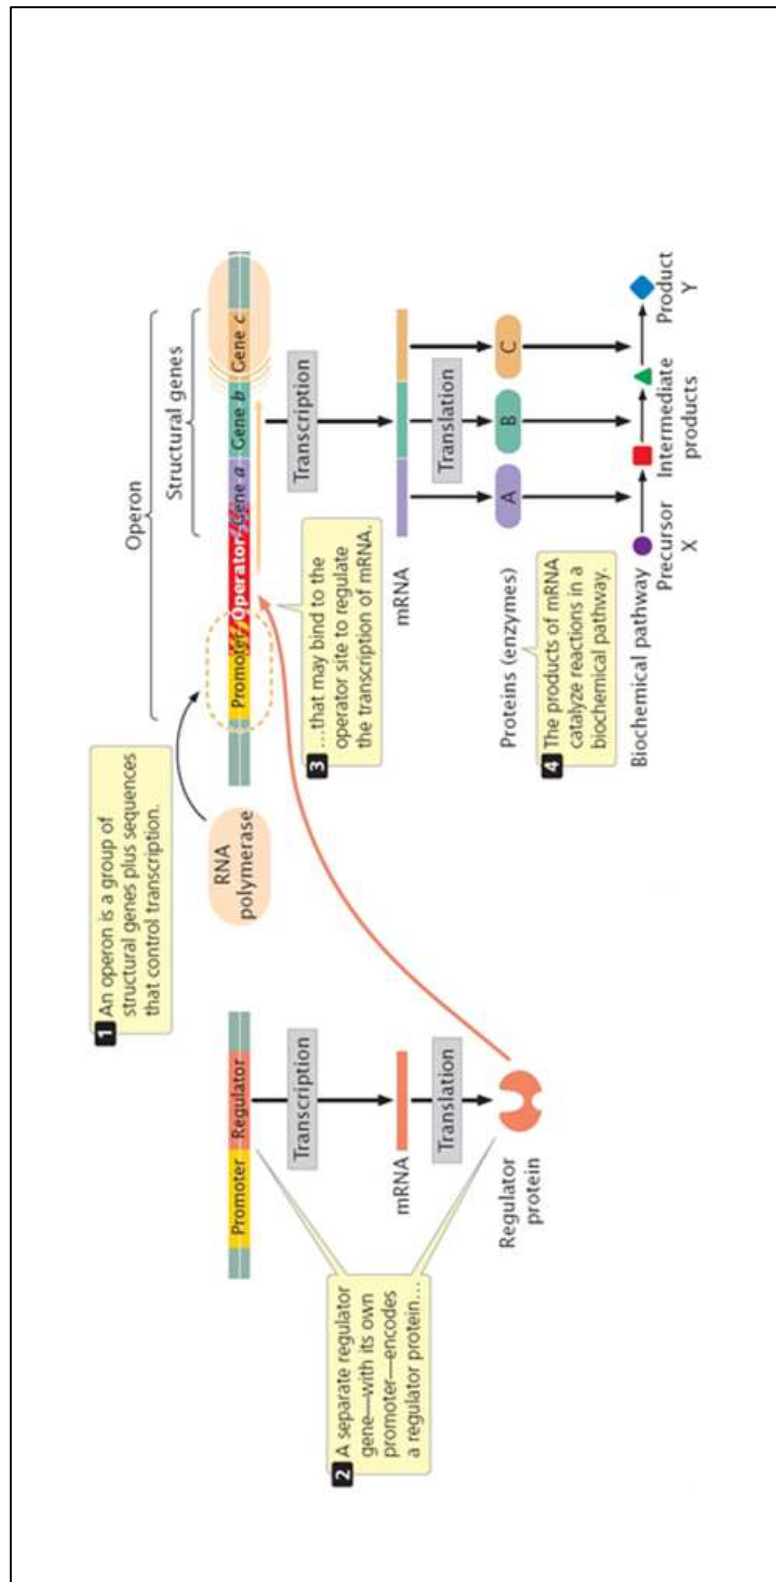 1 An operon is a group of
structural genes plus sequences
that control transcription.
Operon
Structural genes
RNA
polymerase
Promoter
Operator
Gene a
Gene b
Gene c
Promoter
Regulator
2 A separate regulator
gene—with its own
promoter—encodes
a regulator protein…
Transcription
mRNA
Translation
Regulator
protein
3 …that may bind to the
operator site to regulate
the transcription of mRNA.
Transcription
mRNA
Translation
Proteins (enzymes)
A
B
C
4 The products of mRNA
catalyze reactions in a
biochemical pathway.
Biochemical pathway
Precursor
X
Intermediate
products
Product
Y